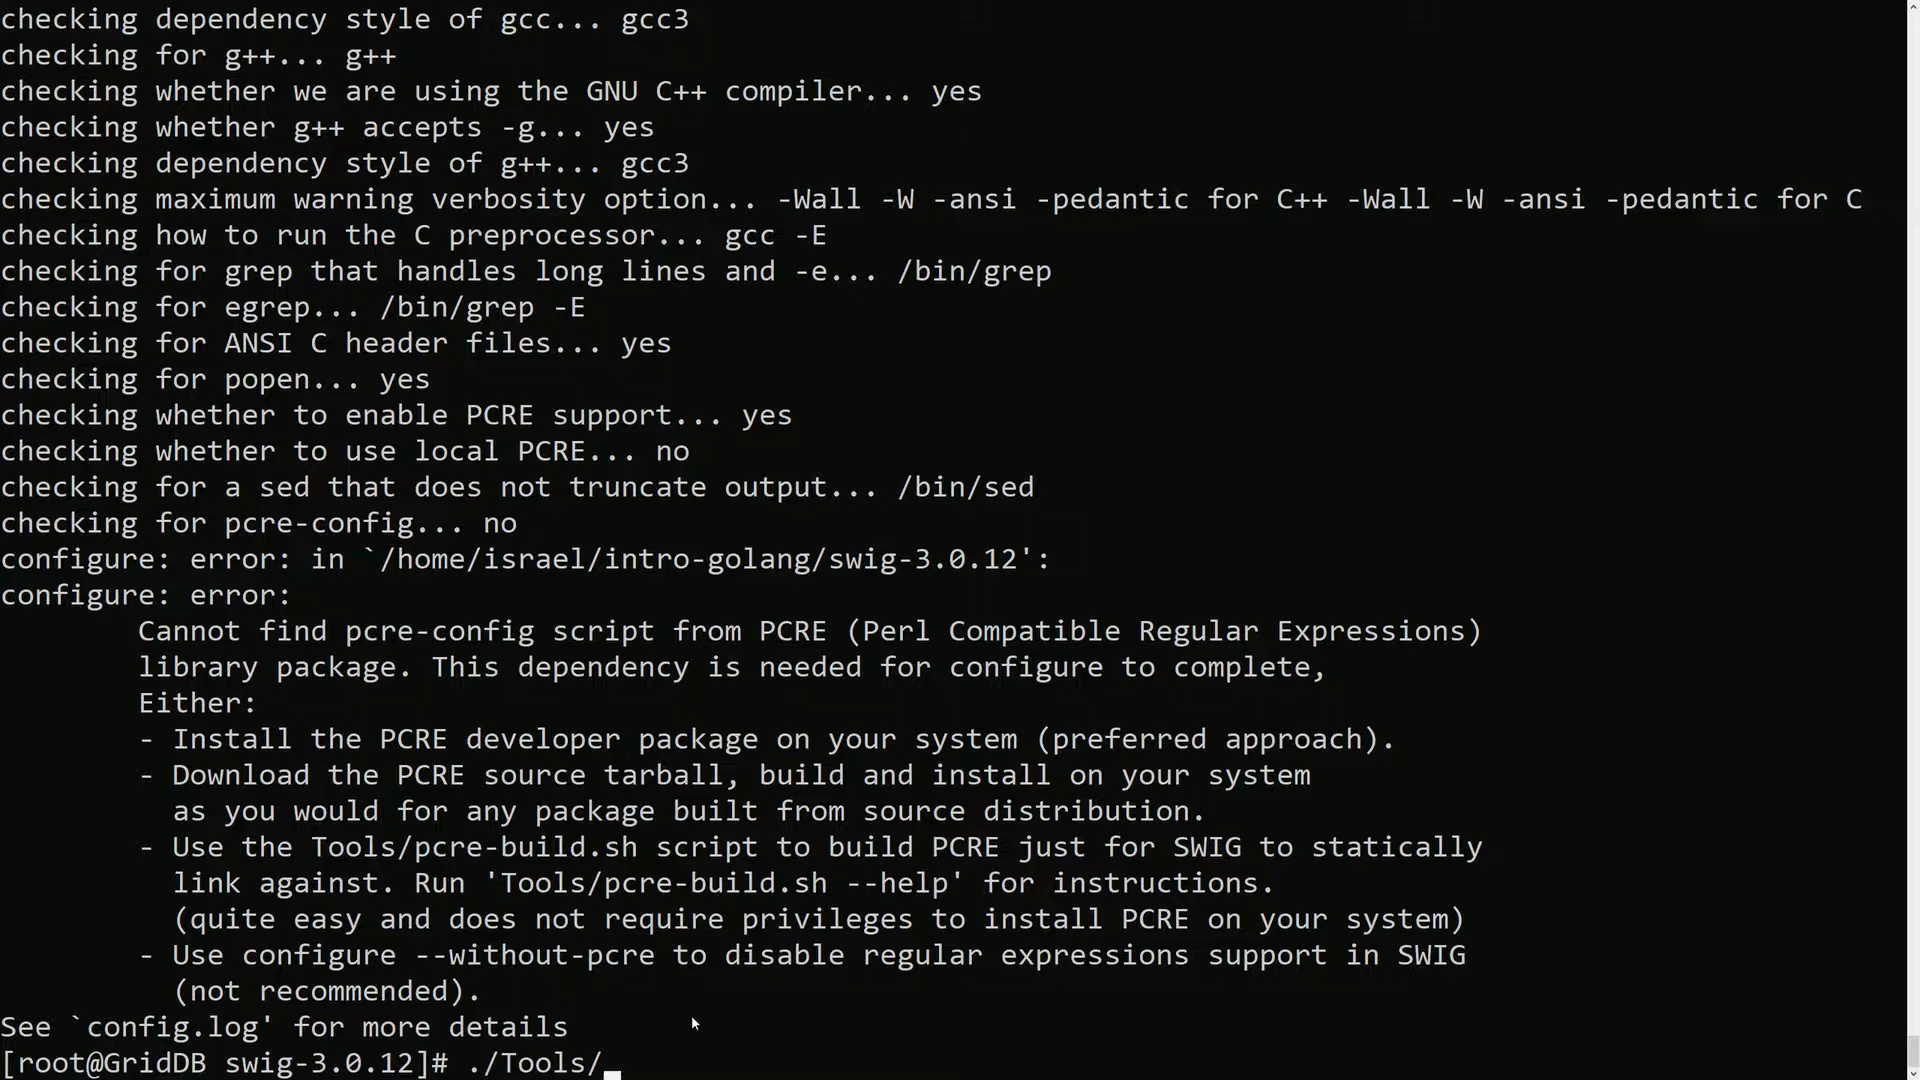 checking dependency style of gcc... gcc3
checking for g++... g++
checking whether we are using the GNU C++ compiler... yes
checking whether g++ accepts -g... yes
checking dependency style of g++... gcc3
checking maximum warning verbosity option... -Wall -W -ansi -pedantic for C++ -Wall -W -ansi -pedantic for C
checking how to run the C preprocessor... gcc -E
checking for grep that handles long lines and -e... /bin/grep
checking for egrep... /bin/grep -E
checking for ANSI C header files... yes
checking for popen... yes
checking whether to enable PCRE support... yes
checking whether to use local PCRE... no
checking for a sed that does not truncate output... /bin/sed
checking for pcre-config... no
configure: error: in `/home/israel/intro-golang/swig-3.0.12':
configure: error:
        Cannot find pcre-config script from PCRE (Perl Compatible Regular Expressions)
        library package. This dependency is needed for configure to complete,
        Either:
        - Install the PCRE developer package on your system (preferred approach).
        - Download the PCRE source tarball, build and install on your system
          as you would for any package built from source distribution.
        - Use the Tools/pcre-build.sh script to build PCRE just for SWIG to statically
          link against. Run 'Tools/pcre-build.sh --help' for instructions.
          (quite easy and does not require privileges to install PCRE on your system)
        - Use configure --without-pcre to disable regular expressions support in SWIG
          (not recommended).
See `config.log' for more details
[root@GridDB swig-3.0.12]# ./Tools/